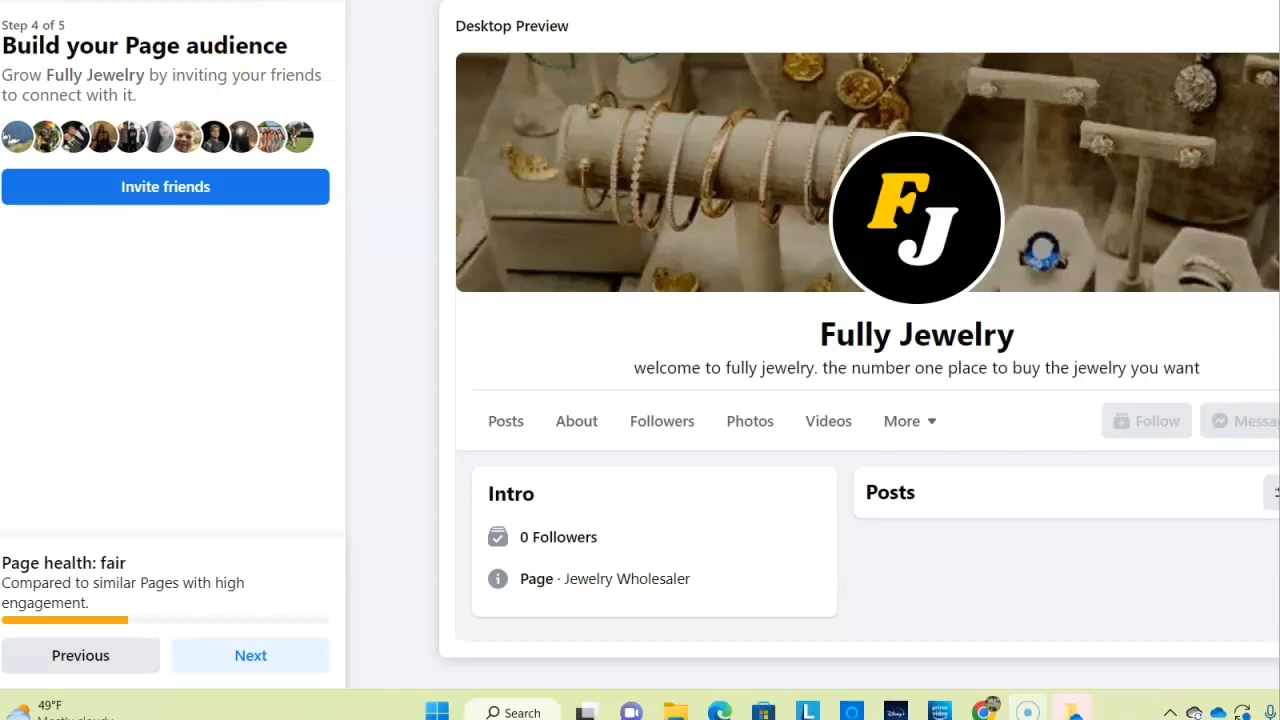 Step 4 of 5
Build your Page audience
Grow Fully Jewelry by inviting your friends
to connect with it.
Invite friends
Page health: fair
Compared to similar Pages with high
engagement.
Previous
Next
Desktop Preview
FJ
Fully Jewelry
welcome to fully jewelry. the number one place to buy the jewelry you want
Posts
About
Followers
Photos
Videos
More
Follow
Intro
0 Followers
Page · Jewelry Wholesaler
Posts
49°F
Mostly cloudy
Search